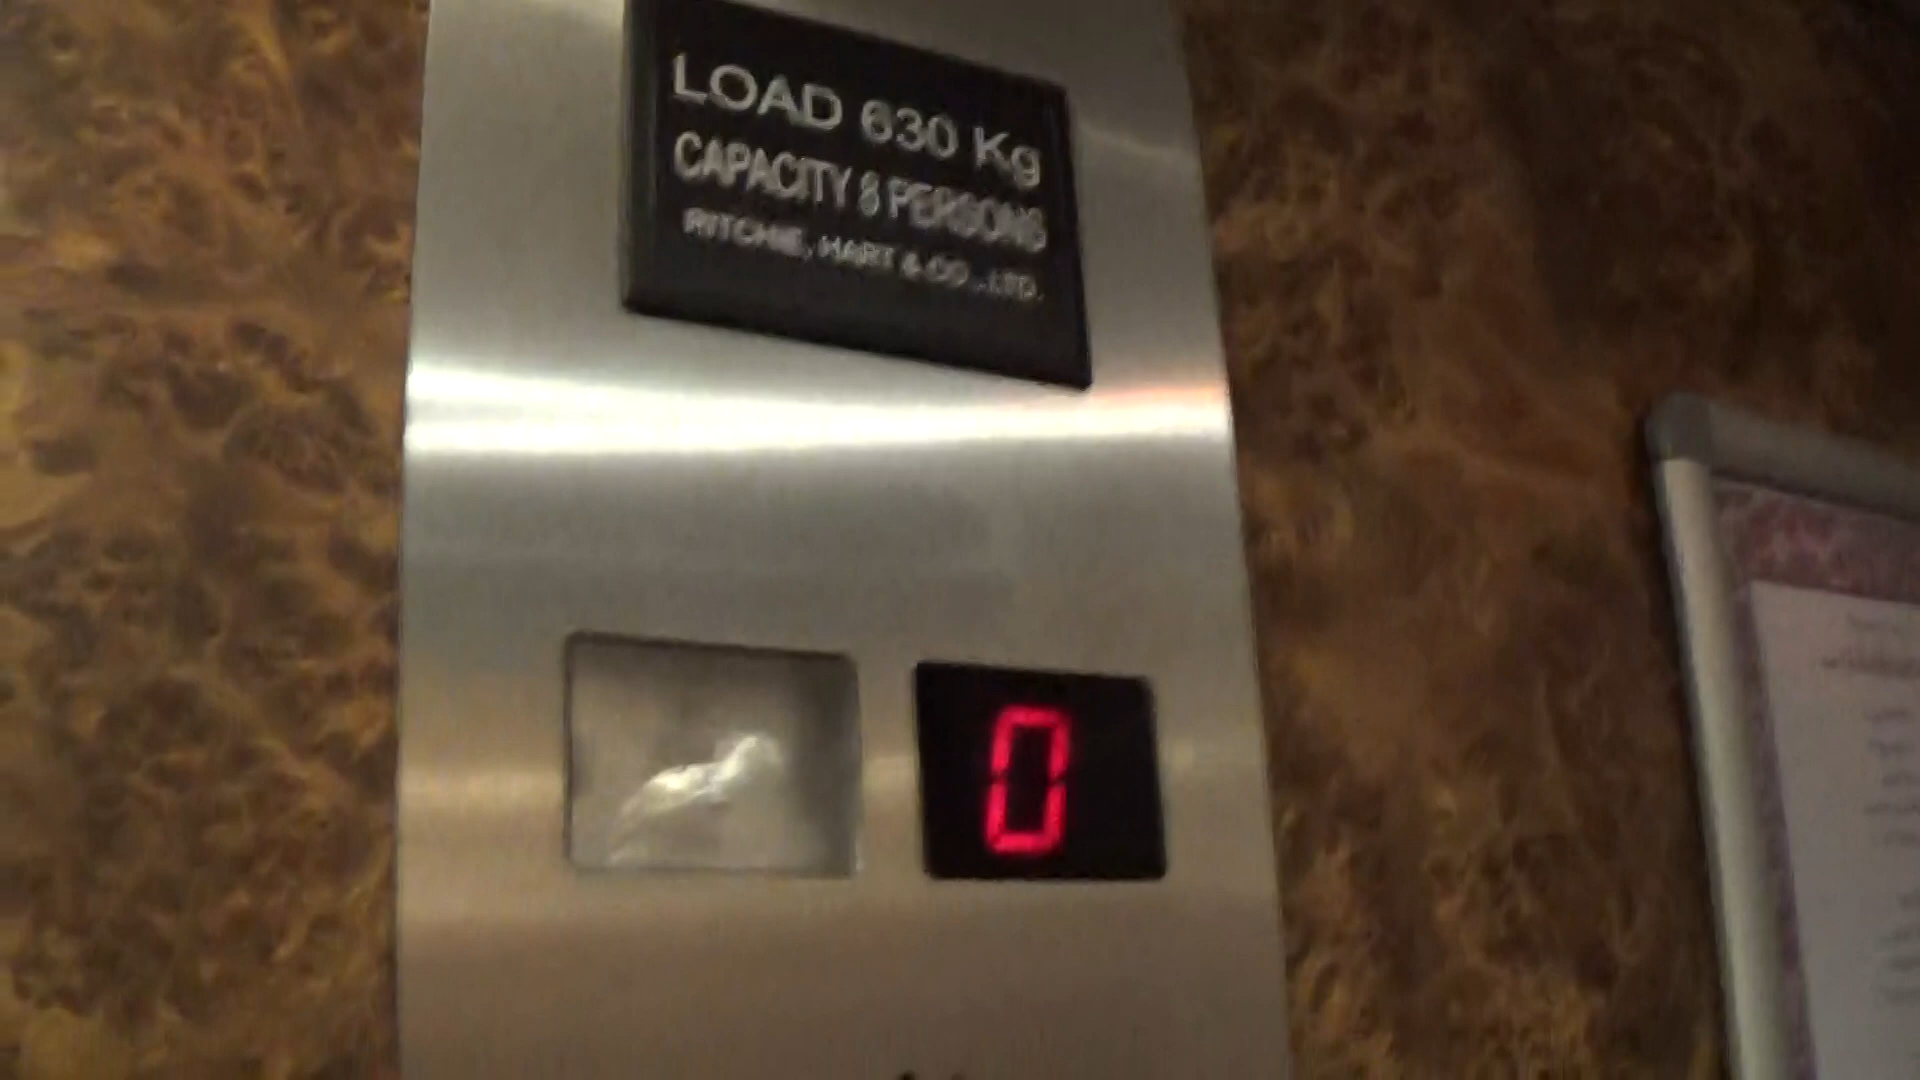 LOAD 630 Kg
CAPACITY 8 PERSONS
RITCHIE, HART & CO., LTD.
0